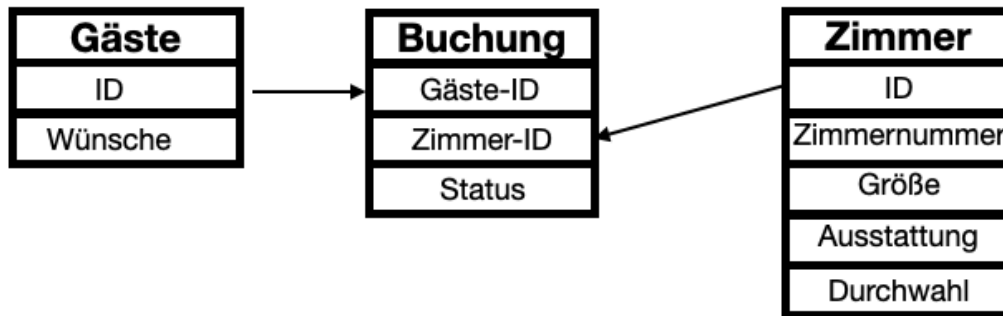 Gäste
ID
Wünsche
Buchung
Gäste-ID
Zimmer-ID
Status
Zimmer
ID
Zimmernummer
Größe
Ausstattung
Durchwahl